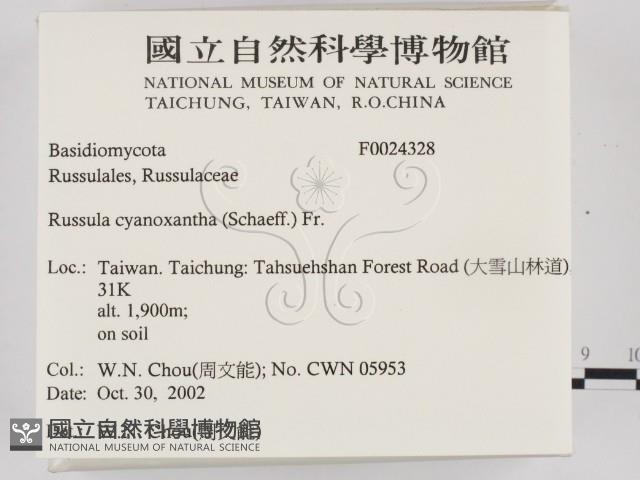 國立自然科學博物館
NATIONAL MUSEUM OF NATURAL SCIENCE
TAICHUNG, TAIWAN, R.O.CHINA
Basidiomycota F0024328
Russulales, Russulaceae
Russula cyanoxantha (Schaeff.) Fr.
Loc.: Taiwan. Taichung: Tahsuehshan Forest Road (大雪山林道)
31K
alt. 1,900m;
on soil
Col.: W.N. Chou(周文能); No. CWN 05953
Date: Oct. 30, 2002
國立自然科學博物館
NATIONAL MUSEUM OF NATURAL SCIENCE
9 10